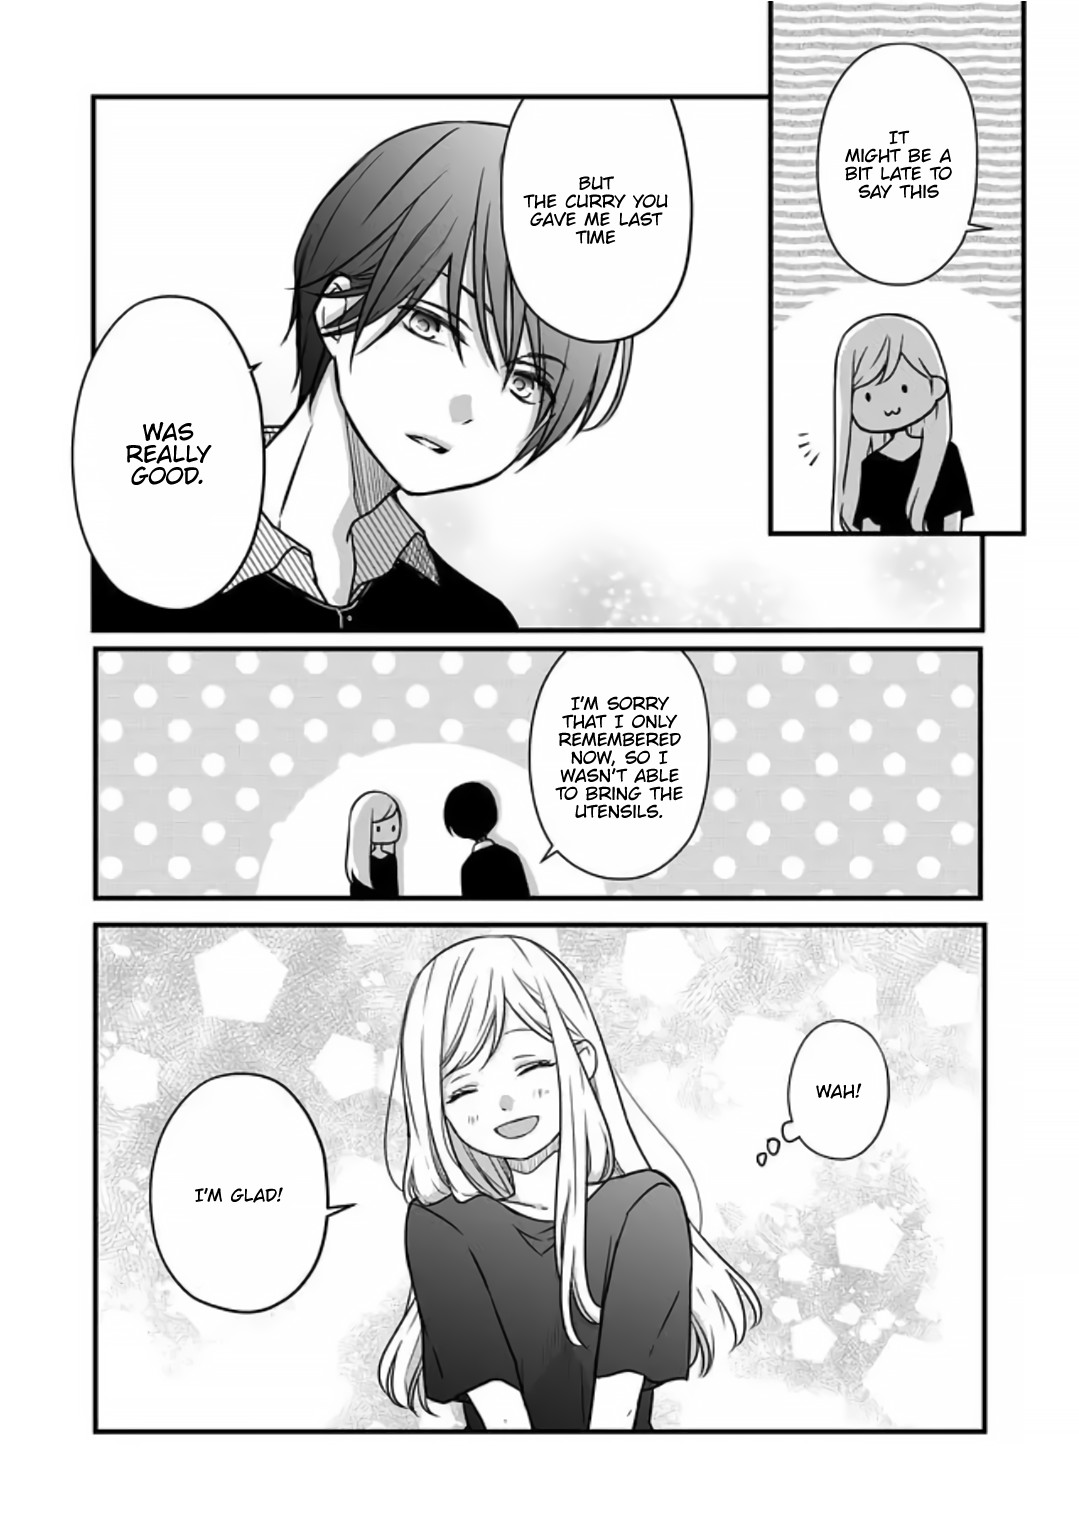 IT
MIGHT BE A
BIT LATE TO
SAY THIS
BUT
THE CURRY YOU
GAVE ME LAST
TIME
WAS
REALLY
GOOD.
I'M SORRY
THAT I ONLY
REMEMBERED
NOW, SO I
WASN'T ABLE
TO BRING THE
UTENSILS.
WAH!
I'M GLAD!